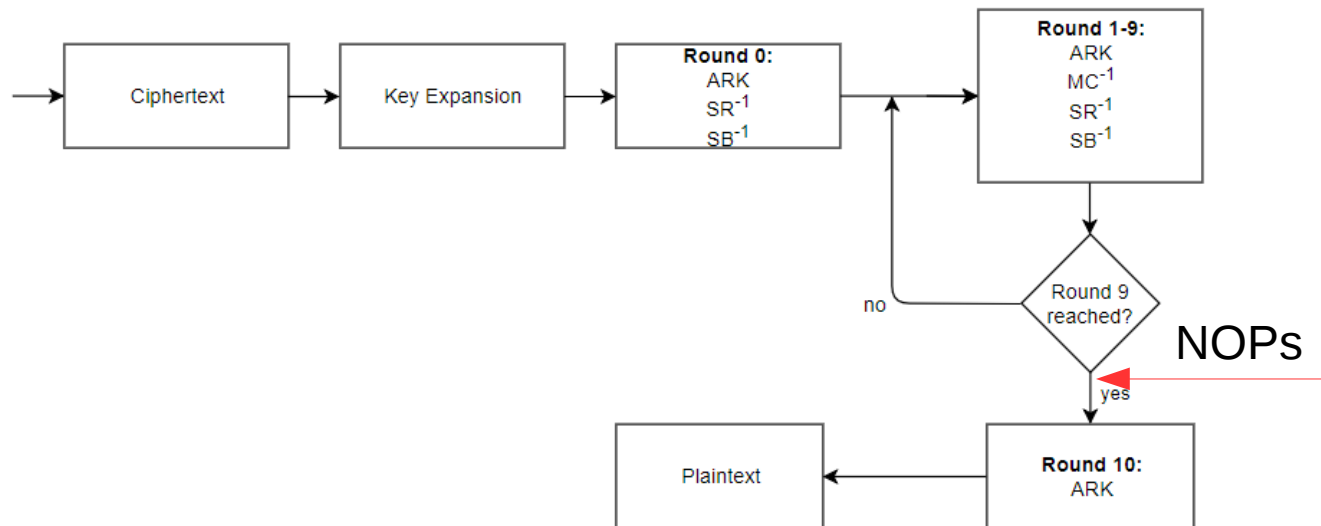 Ciphertext
Key Expansion
Round 0:
ARK
SR-1
SB-1
Round 1-9:
ARK
MC-1
SR-1
SB-1
Round 9
reached?
no
NOPs
yes
Round 10:
ARK
Plaintext